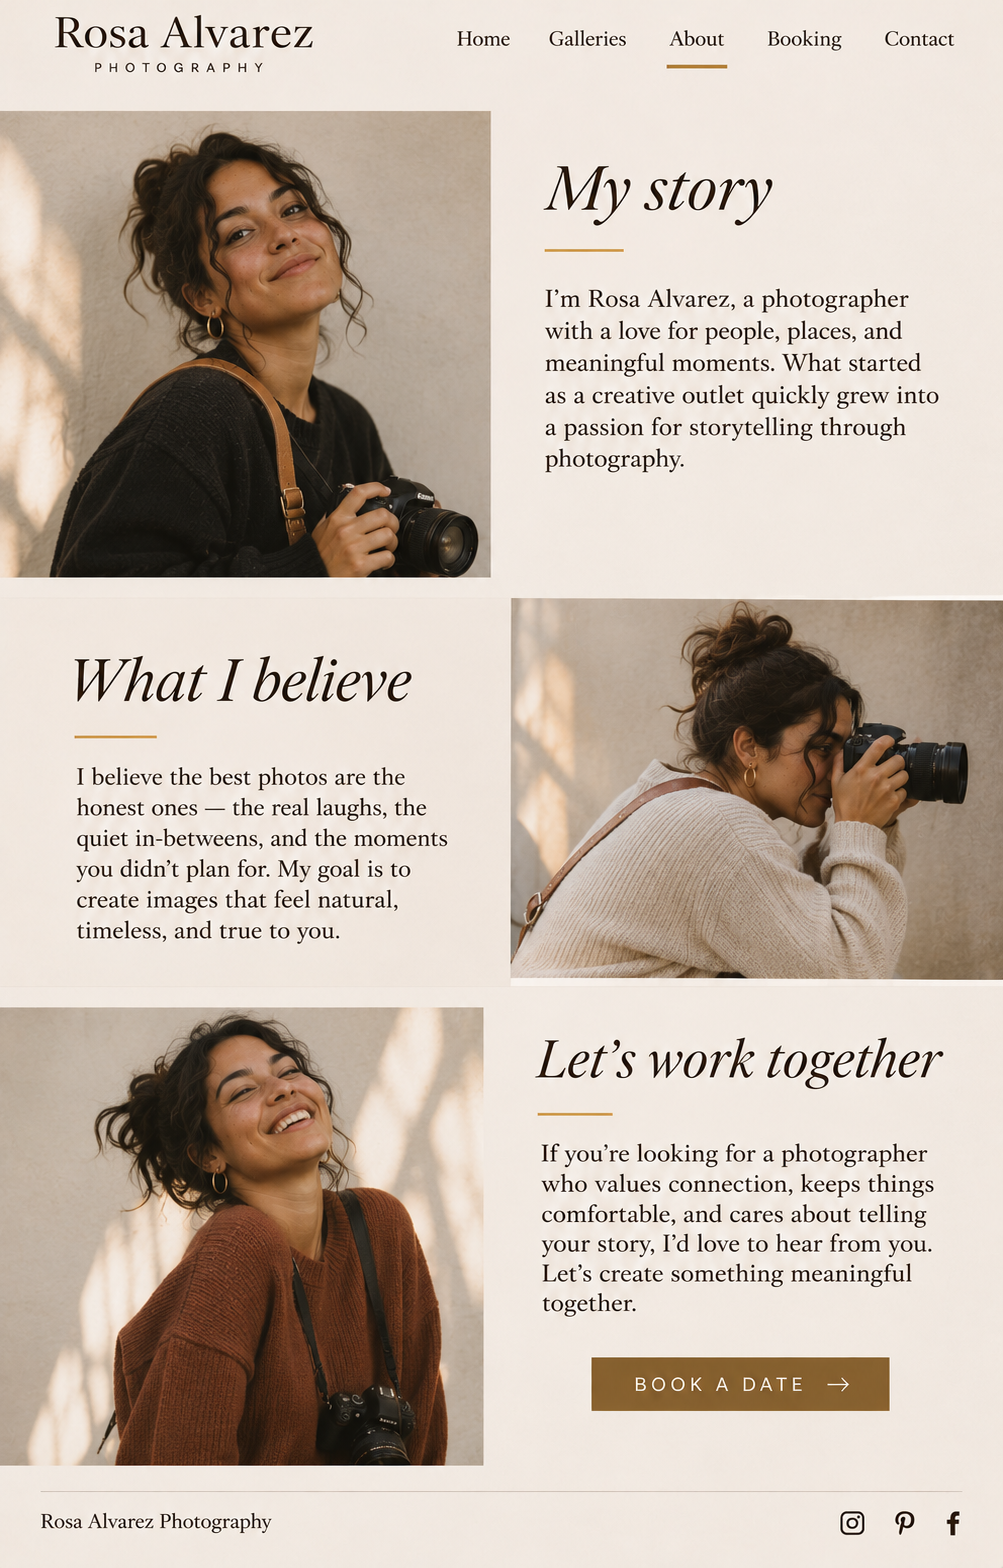 Rosa Alvarez
PHOTOGRAPHY
Home Galleries About Booking Contact
My story
I’m Rosa Alvarez, a photographer
with a love for people, places, and
meaningful moments. What started
as a creative outlet quickly grew into
a passion for storytelling through
photography.
What I believe
I believe the best photos are the
honest ones — the real laughs, the
quiet in-betweens, and the moments
you didn’t plan for. My goal is to
create images that feel natural,
timeless, and true to you.
Let’s work together
If you’re looking for a photographer
who values connection, keeps things
comfortable, and cares about telling
your story, I’d love to hear from you.
Let’s create something meaningful
together.
BOOK A DATE →
Rosa Alvarez Photography